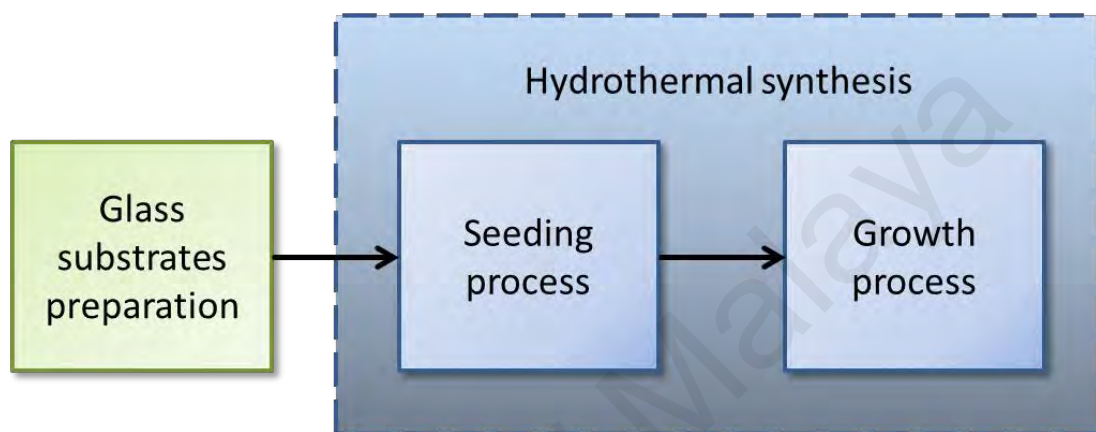 Hydrothermal synthesis
Glass
substrates
preparation
Seeding
process
Growth
process
Malaya